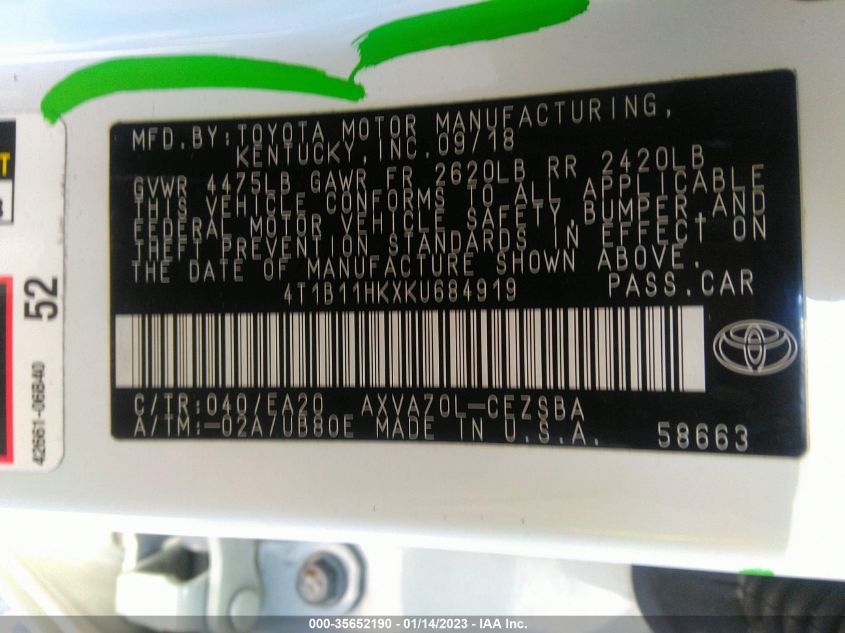 MFD.BY:TOYOTA MOTOR MANUFACTURING,
KENTUCKY,INC. 09/18
GVWR 4475LB GAWR FR 2620LB RR 2420LB
THIS VEHICLE CONFORMS TO ALL APPLICABLE
FEDERAL MOTOR VEHICLE SAFETY,BUMPER,AND
THEFT PREVENTION STANDARDS IN EFFECT ON
THE DATE OF MANUFACTURE SHOWN ABOVE.
4T1B11HKXKU684919 PASS.CAR
C/TR:040/EA20 AXVA70L-CEZSBA
A/TM:-02A/UB80E MADE IN U.S.A. 58663
52
42661-06B40
000-35652190 - 01/14/2023 - IAA Inc.